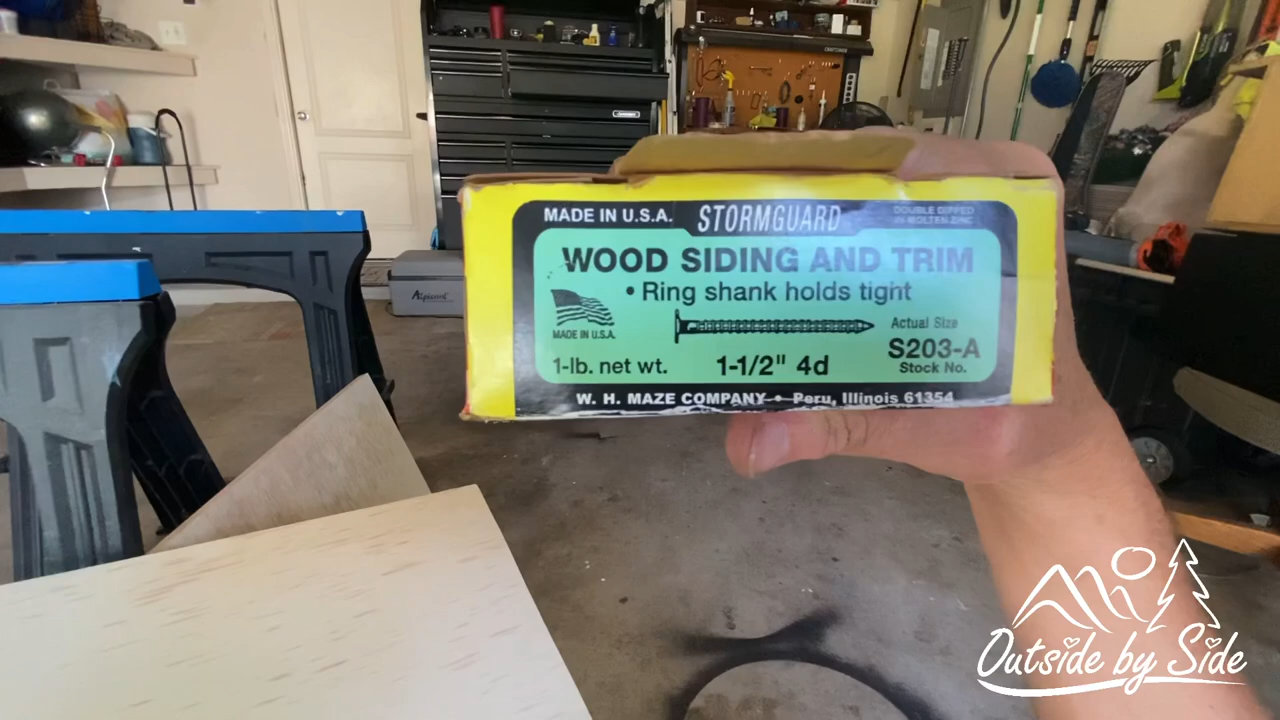 MADE IN U.S.A.
STORMGUARD
DOUBLE DIPPED
IN MOLTEN ZINC
WOOD SIDING AND TRIM
• Ring shank holds tight
MADE IN U.S.A.
Actual Size
S203-A
Stock No.
1-lb. net wt.
1-1/2" 4d
W. H. MAZE COMPANY • Peru, Illinois 61354
Outside by Side